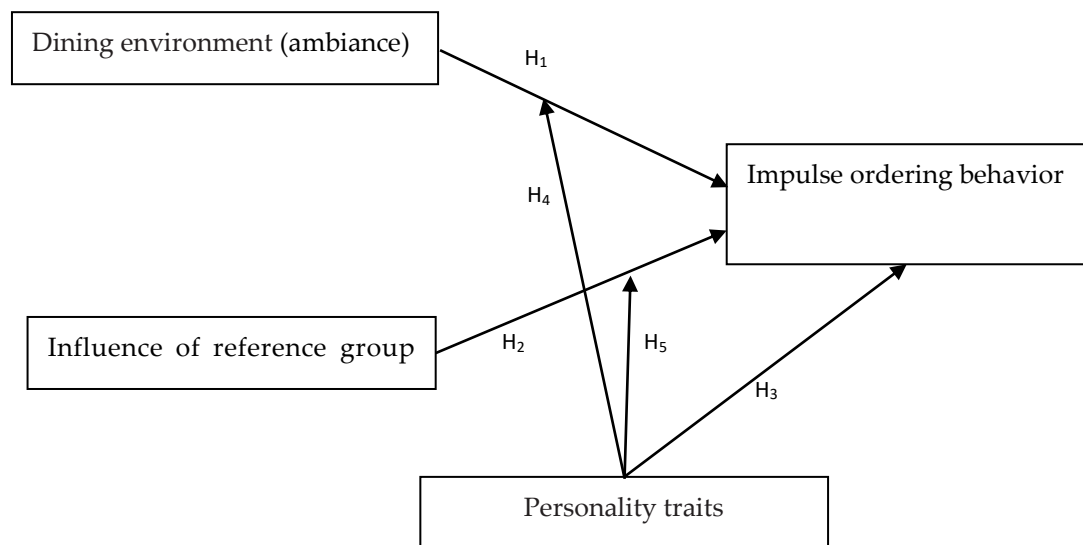 Dining environment (ambiance)
H₁
Impulse ordering behavior
H₄
Influence of reference group
H₂
H₅
H₃
Personality traits